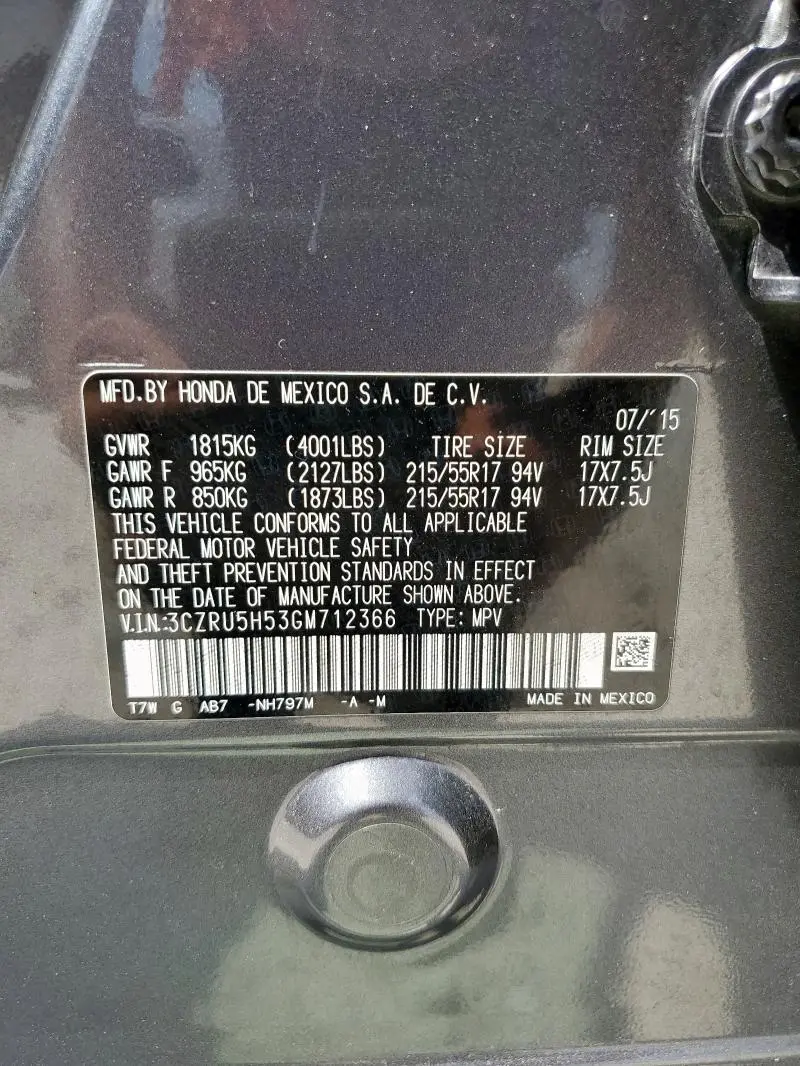 MFD.BY HONDA DE MEXICO S.A. DE C.V.
07/'15
GVWR 1815KG (4001LBS) TIRE SIZE RIM SIZE
GAWR F 965KG (2127LBS) 215/55R17 94V 17X7.5J
GAWR R 850KG (1873LBS) 215/55R17 94V 17X7.5J
THIS VEHICLE CONFORMS TO ALL APPLICABLE
FEDERAL MOTOR VEHICLE SAFETY
AND THEFT PREVENTION STANDARDS IN EFFECT
ON THE DATE OF MANUFACTURE SHOWN ABOVE.
V.I.N.:3CZRU5H53GM712366 TYPE: MPV
T7W G AB7 -NH797M -A -M MADE IN MEXICO